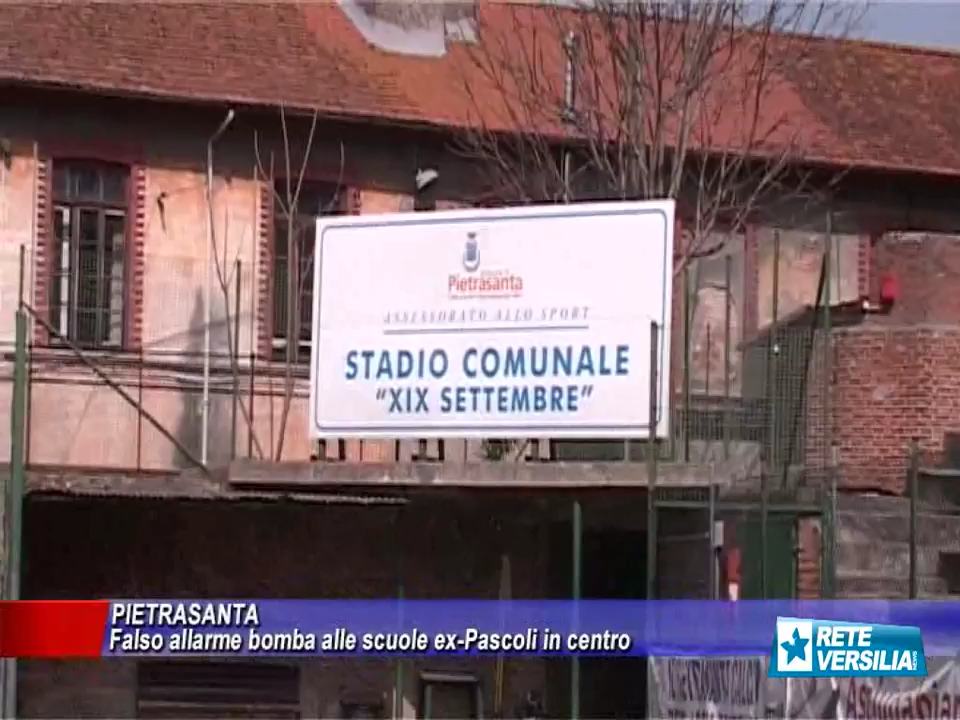 Pietrasanta
ASSESSORATO ALLO SPORT
STADIO COMUNALE
"XIX SETTEMBRE"
PIETRASANTA
Falso allarme bomba alle scuole ex-Pascoli in centro
RETE
VERSILIA
NEWS